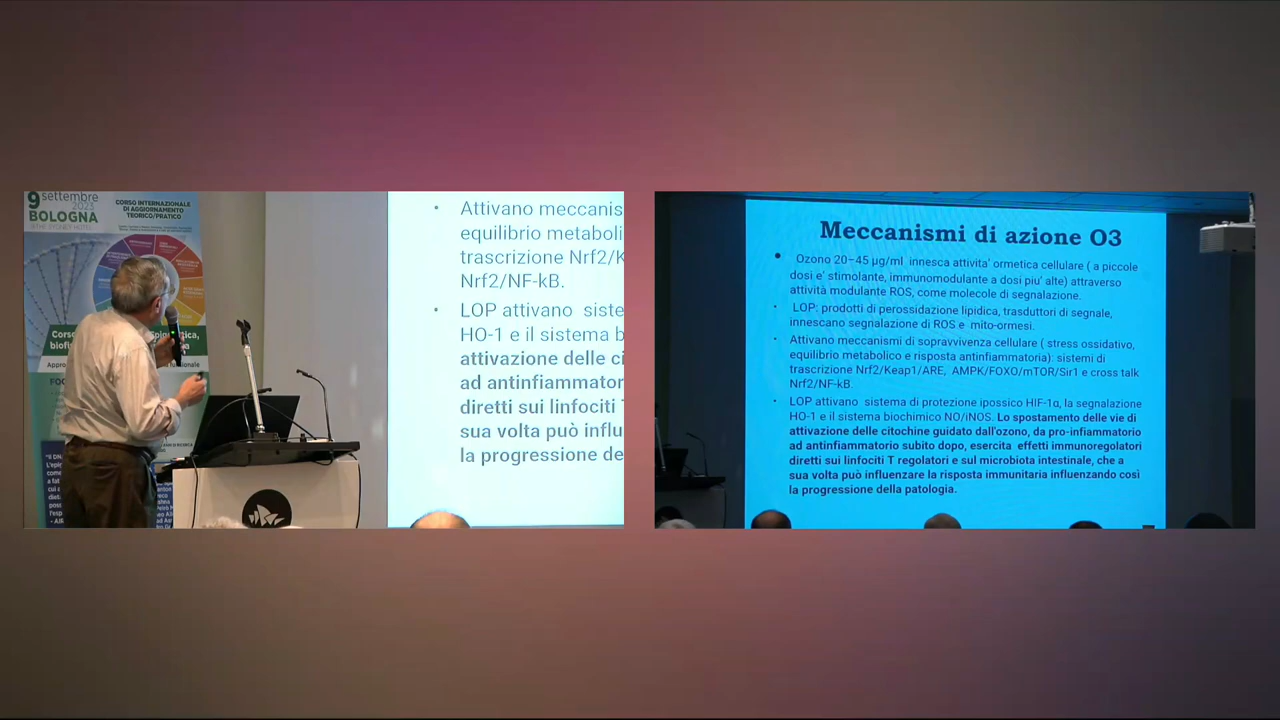 9 settembre
2023
BOLOGNA
@THE SYDNEY HOTEL
CORSO INTERNAZIONALE
DI AGGIORNAMENTO
TEORICO/PRATICO
Attivano meccanis
equilibrio metaboli
trascrizione Nrf2/K
Nrf2/NF-kB.
LOP attivano siste
HO-1 e il sistema b
attivazione delle ci
ad antinfiammator
diretti sui linfociti T
sua volta può influ
la progressione de
Meccanismi di azione O3
Ozono 20–45 µg/ml innesca attivita' ormetica cellulare ( a piccole
dosi e' stimolante, immunomodulante a dosi piu' alte) attraverso
attività modulante ROS, come molecole di segnalazione.
LOP: prodotti di perossidazione lipidica, trasduttori di segnale,
innescano segnalazione di ROS e mito-ormesi.
Attivano meccanismi di sopravvivenza cellulare ( stress ossidativo,
equilibrio metabolico e risposta antinfiammatoria): sistemi di
trascrizione Nrf2/Keap1/ARE, AMPK/FOXO/mTOR/Sir1 e cross talk
Nrf2/NF-kB.
LOP attivano sistema di protezione ipossico HIF-1α, la segnalazione
HO-1 e il sistema biochimico NO/iNOS. Lo spostamento delle vie di
attivazione delle citochine guidato dall'ozono, da pro-infiammatorio
ad antinfiammatorio subito dopo, esercita effetti immunoregolatori
diretti sui linfociti T regolatori e sul microbiota intestinale, che a
sua volta può influenzare la risposta immunitaria influenzando così
la progressione della patologia.